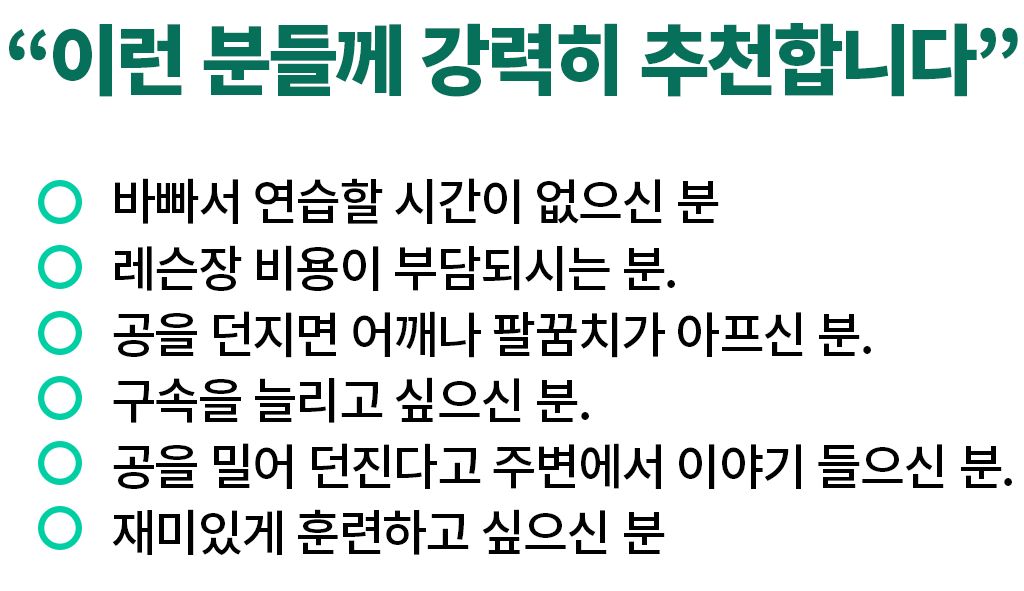 “이런 분들께 강력히 추천합니다”
바빠서 연습할 시간이 없으신 분
레슨장 비용이 부담되시는 분.
공을 던지면 어깨나 팔꿈치가 아프신 분.
구속을 늘리고 싶으신 분.
공을 밀어 던진다고 주변에서 이야기 들으신 분.
재미있게 훈련하고 싶으신 분